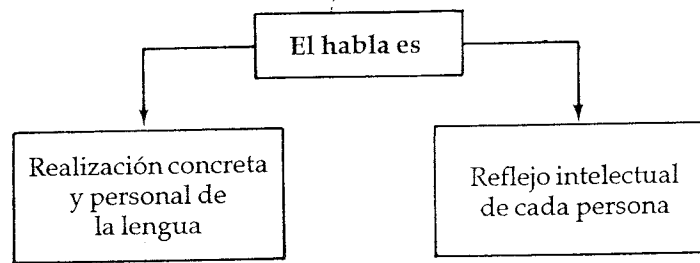 El habla es
Realización concreta
y personal de
la lengua
Reflejo intelectual
de cada persona